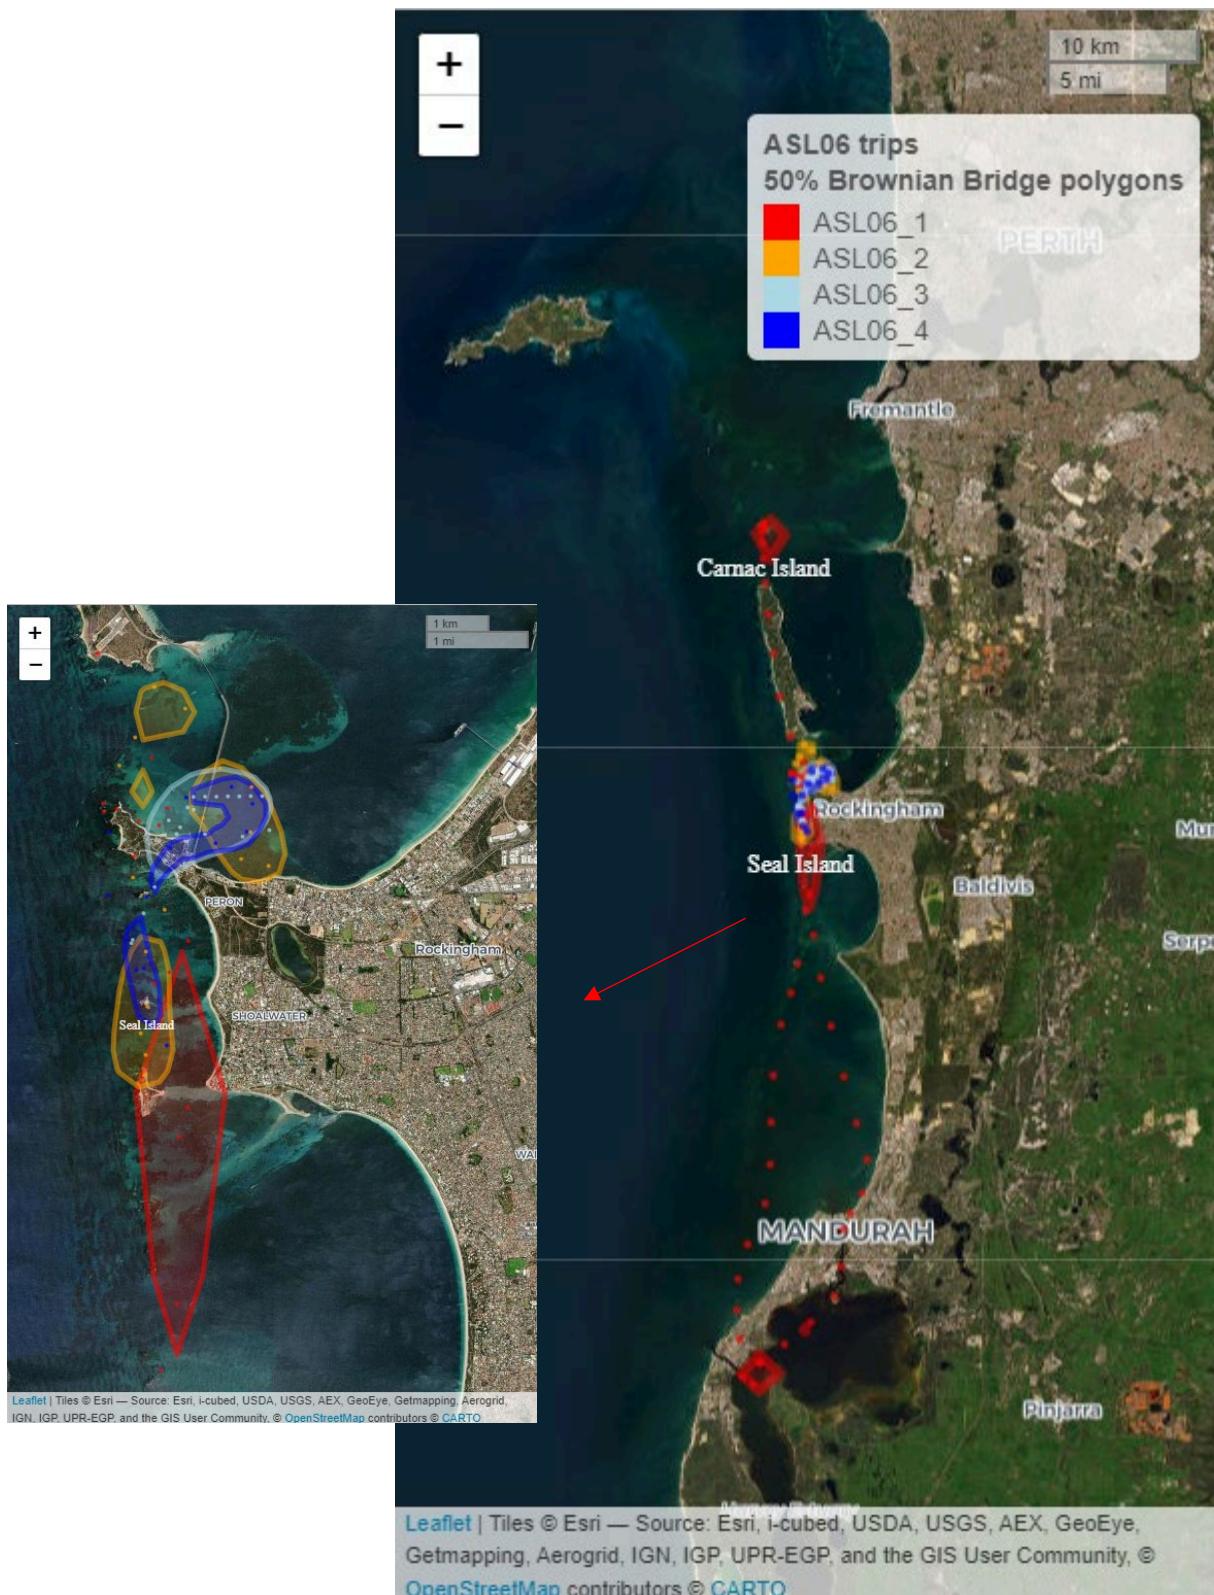 +
−
10 km
5 mi
ASL06 trips
50% Brownian Bridge polygons
ASL06_1
ASL06_2
ASL06_3
ASL06_4
PERTH
Fremantle
Carnac Island
Rockingham
Mur
Seal Island
Baldivis
Serpe
MANDURAH
Pinjarra
Leaflet | Tiles © Esri — Source: Esri, i-cubed, USDA, USGS, AEX, GeoEye,
Getmapping, Aerogrid, IGN, IGP, UPR-EGP, and the GIS User Community, ©
OpenStreetMap contributors © CARTO
+
−
1 km
1 mi
PERON
Rockingham
SHOALWATER
Seal Island
WAI
Leaflet | Tiles © Esri — Source: Esri, i-cubed, USDA, USGS, AEX, GeoEye, Getmapping, Aerogrid,
IGN, IGP, UPR-EGP, and the GIS User Community, © OpenStreetMap contributors © CARTO